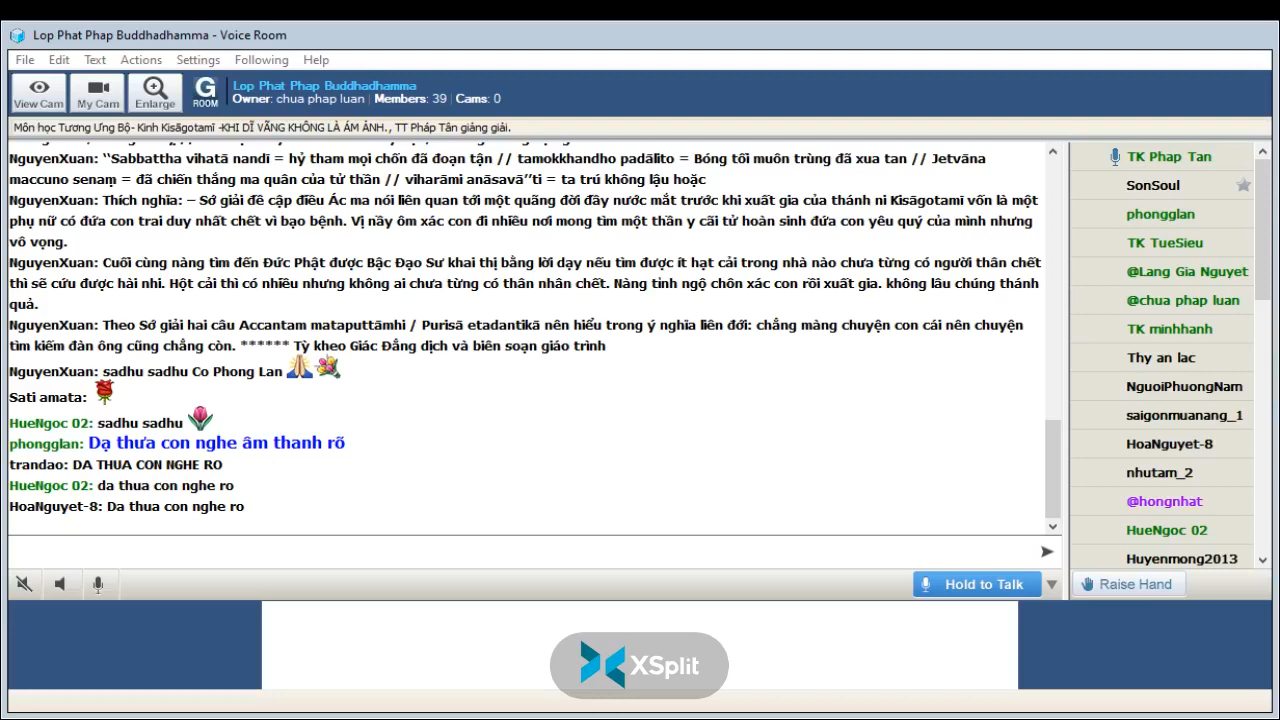 Lop Phat Phap Buddhadhamma - Voice Room
File Edit Text Actions Settings Following Help
View Cam My Cam Enlarge G ROOM
Lop Phat Phap Buddhadhamma
Owner: chua phap luan | Members: 39 | Cams: 0
Môn học Tương Ưng Bộ- Kinh Kisāgotamī -KHI DĨ VÃNG KHÔNG LÀ ÁM ẢNH., TT Pháp Tân giảng giải.
NguyenXuan: ‘‘Sabbattha vihatā nandī = hỷ tham mọi chốn đã đoạn tận // tamokkhandho padālito = Bóng tối muôn trùng đã xua tan // Jetvāna
maccuno senaṃ = đã chiến thắng ma quân của tử thần // viharāmi anāsavā’’ti = ta trú không lậu hoặc
NguyenXuan: Thích nghĩa: – Sớ giải đề cập điều Ác ma nói liên quan tới một quãng đời đầy nước mắt trước khi xuất gia của thánh ni Kisāgotamī vốn là một
phụ nữ có đứa con trai duy nhất chết vì bạo bệnh. Vị nầy ôm xác con đi nhiều nơi mong tìm một thần y cãi tử hoàn sinh đứa con yêu quý của mình nhưng
vô vọng.
NguyenXuan: Cuối cùng nàng tìm đến Đức Phật được Bậc Đạo Sư khai thị bằng lời dạy nếu tìm được ít hạt cải trong nhà nào chưa từng có người thân chết
thì sẽ cứu được hài nhi. Hột cải thì có nhiều nhưng không ai chưa từng có thân nhân chết. Nàng tỉnh ngộ chôn xác con rồi xuất gia. không lâu chúng thánh
quả.
NguyenXuan: Theo Sớ giải hai câu Accantam mataputtāmhi / Purisā etadantikā nên hiểu trong ý nghĩa liên đới: chẳng màng chuyện con cái nên chuyện
tìm kiếm đàn ông cũng chẳng còn. ****** Tỳ kheo Giác Đẳng dịch và biên soạn giáo trình
NguyenXuan: sadhu sadhu Co Phong Lan
Sati amata:
HueNgoc 02: sadhu sadhu
phongglan: Dạ thưa con nghe âm thanh rõ
trandao: DA THUA CON NGHE RO
HueNgoc 02: da thua con nghe ro
HoaNguyet-8: Da thua con nghe ro
TK Phap Tan
SonSoul
phongglan
TK TueSieu
@Lang Gia Nguyet
@chua phap luan
TK minhhanh
Thy an lac
NguoiPhuongNam
saigonmuanang_1
HoaNguyet-8
nhutam_2
@hongnhat
HueNgoc 02
Huyenmong2013
Hold to Talk
Raise Hand
XSplit